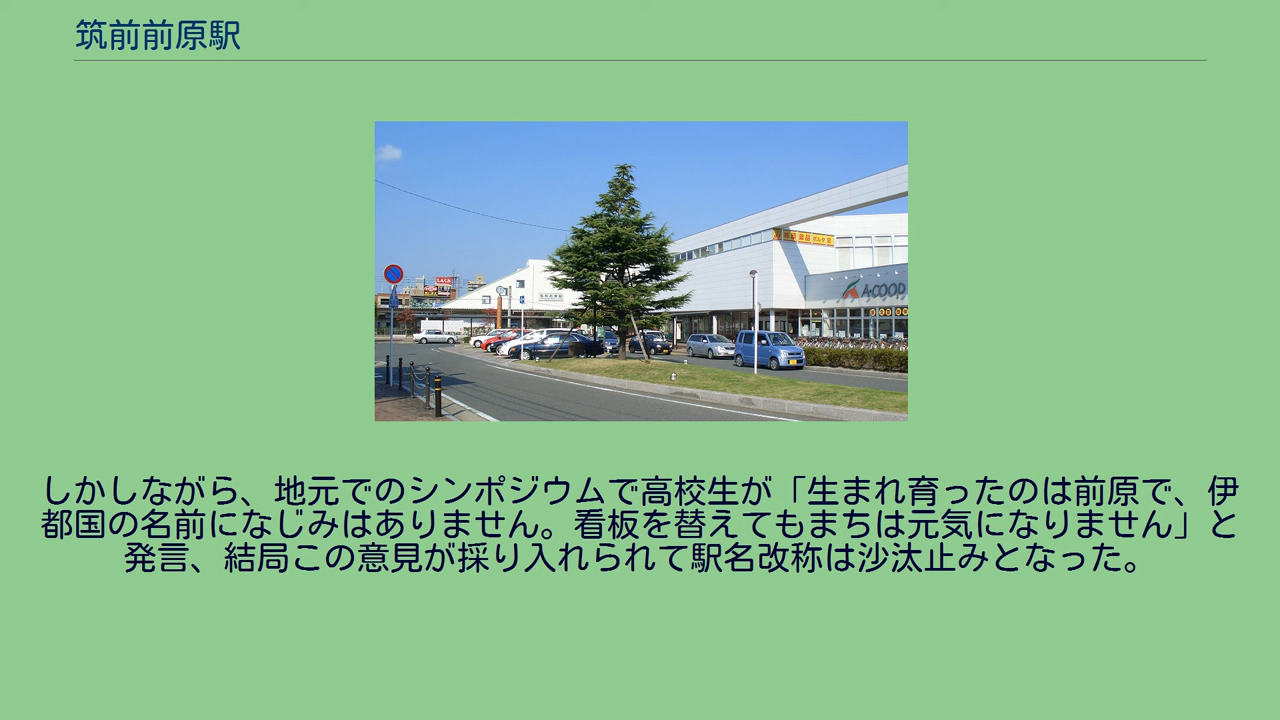 筑前前原駅
A-COOP
しかしながら、地元でのシンポジウムで高校生が「生まれ育ったのは前原で、伊
都国の名前になじみはありません。看板を替えてもまちは元気になりません」と
発言、結局この意見が採り入れられて駅名改称は沙汰止みとなった。